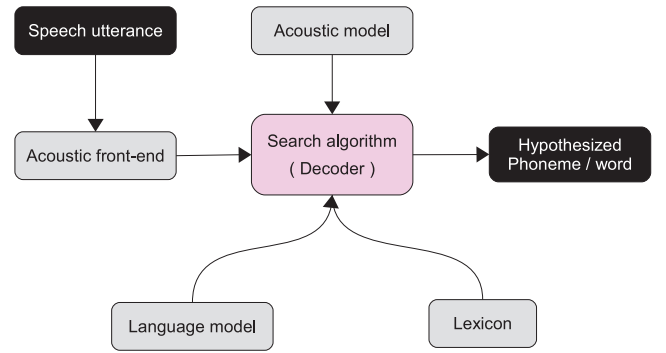 Speech utterance
Acoustic model
Acoustic front-end
Search algorithm
( Decoder )
Hypothesized
Phoneme / word
Language model
Lexicon